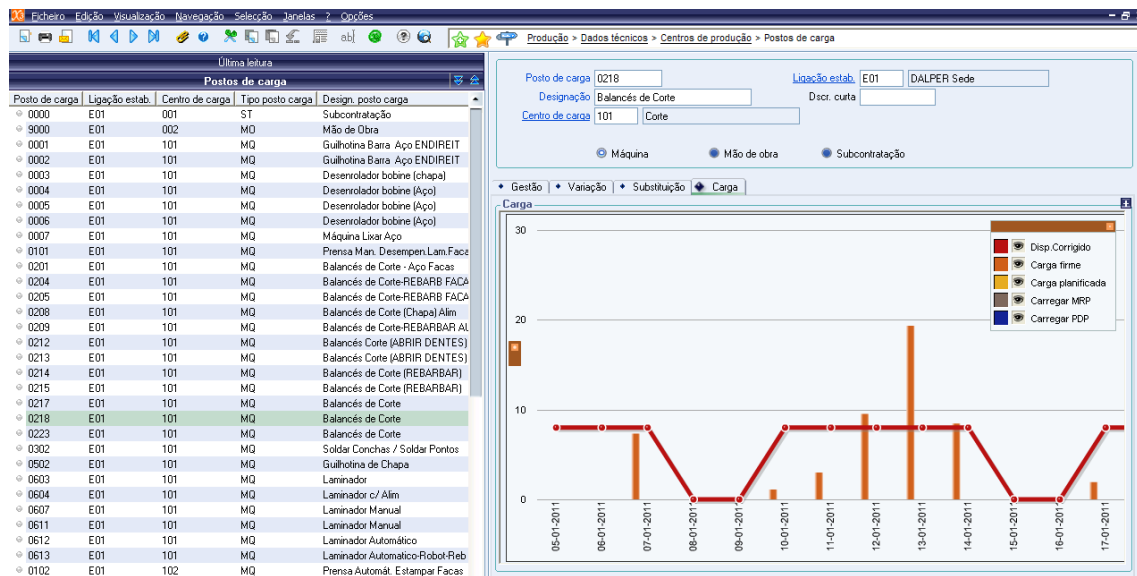 Ficheiro Edição Visualização Navegação Selecção Janelas ? Opções
Produção > Dados técnicos > Centros de produção > Postos de carga
Última leitura
Postos de carga
Posto de carga Ligação estab. Centro de carga Tipo posto carga Design. posto carga
0000 E01 001 ST Subcontratação
9000 E01 002 MO Mão de Obra
0001 E01 101 MQ Guilhotina Barra Aço ENDIREIT
0002 E01 101 MQ Guilhotina Barra Aço ENDIREIT
0003 E01 101 MQ Desenrolador bobine (chapa)
0004 E01 101 MQ Desenrolador bobine (Aço)
0005 E01 101 MQ Desenrolador bobine (Aço)
0006 E01 101 MQ Desenrolador bobine (Aço)
0007 E01 101 MQ Máquina Lixar Aço
0101 E01 101 MQ Prensa Man. Desempen.Lam.Faca
0201 E01 101 MQ Balancés de Corte - Aço Facas
0204 E01 101 MQ Balancés de Corte-REBARB FACA
0205 E01 101 MQ Balancés de Corte-REBARB FACA
0208 E01 101 MQ Balancés de Corte (Chapa) Alim
0209 E01 101 MQ Balancés de Corte-REBARBAR AL
0212 E01 101 MQ Balancés Corte (ABRIR DENTES)
0213 E01 101 MQ Balancés Corte (ABRIR DENTES)
0214 E01 101 MQ Balancés de Corte (REBARBAR)
0215 E01 101 MQ Balancés de Corte (REBARBAR)
0217 E01 101 MQ Balancés de Corte
0218 E01 101 MQ Balancés de Corte
0223 E01 101 MQ Balancés de Corte
0302 E01 101 MQ Soldar Conchas / Soldar Pontos
0502 E01 101 MQ Guilhotina de Chapa
0603 E01 101 MQ Laminador
0604 E01 101 MQ Laminador c/ Alim
0607 E01 101 MQ Laminador Manual
0611 E01 101 MQ Laminador Manual
0612 E01 101 MQ Laminador Automático
0613 E01 101 MQ Laminador Automatico-Robot-Reb
0102 E01 102 MQ Prensa Automát. Estampar Facas
Posto de carga 0218 Ligação estab. E01 DALPER Sede
Designação Balancés de Corte Dscr. curta
Centro de carga 101 Corte
Máquina Mão de obra Subcontratação
Gestão Variação Substituição Carga
Carga
30
20
10
0
Disp.Corrigido
Carga firme
Carga planificada
Carregar MRP
Carregar PDP
05-01-2011
06-01-2011
07-01-2011
08-01-2011
09-01-2011
10-01-2011
11-01-2011
12-01-2011
13-01-2011
14-01-2011
15-01-2011
16-01-2011
17-01-2011